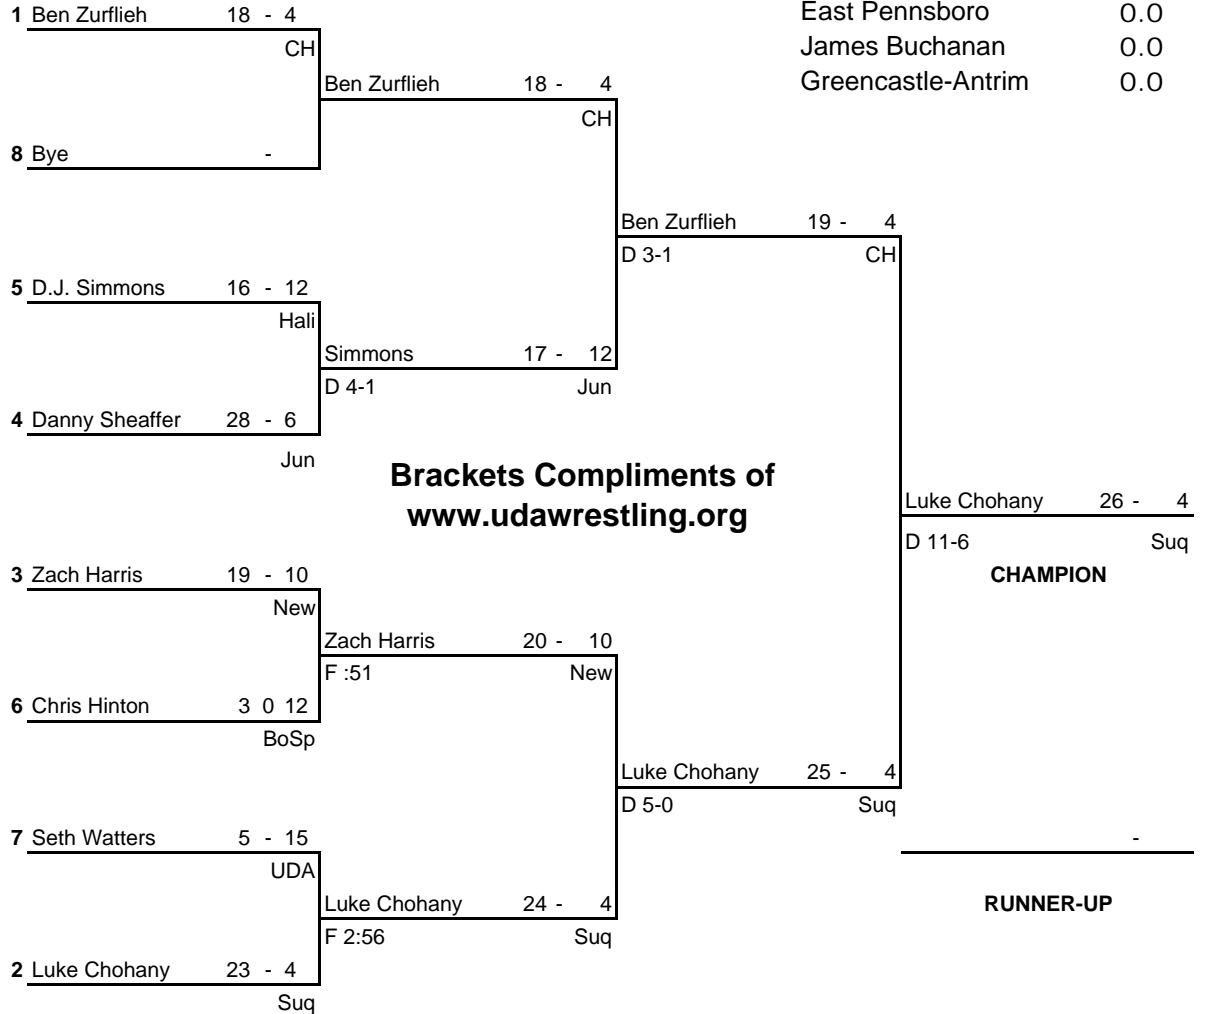 1 Ben Zurflieh 18 - 4
CH
East Pennsboro 0.0
James Buchanan 0.0
Greencastle-Antrim 0.0
Ben Zurflieh 18 - 4
CH
8 Bye -
Ben Zurflieh 19 - 4
D 3-1 CH
5 D.J. Simmons 16 - 12
Hali
Simmons 17 - 12
D 4-1 Jun
4 Danny Sheaffer 28 - 6
Jun
Brackets Compliments of
www.udawrestling.org
Luke Chohany 26 - 4
D 11-6 Suq
CHAMPION
3 Zach Harris 19 - 10
New
Zach Harris 20 - 10
F :51 New
6 Chris Hinton 3 0 12
BoSp
Luke Chohany 25 - 4
D 5-0 Suq
7 Seth Watters 5 - 15
UDA
-
RUNNER-UP
Luke Chohany 24 - 4
F 2:56 Suq
2 Luke Chohany 23 - 4
Suq